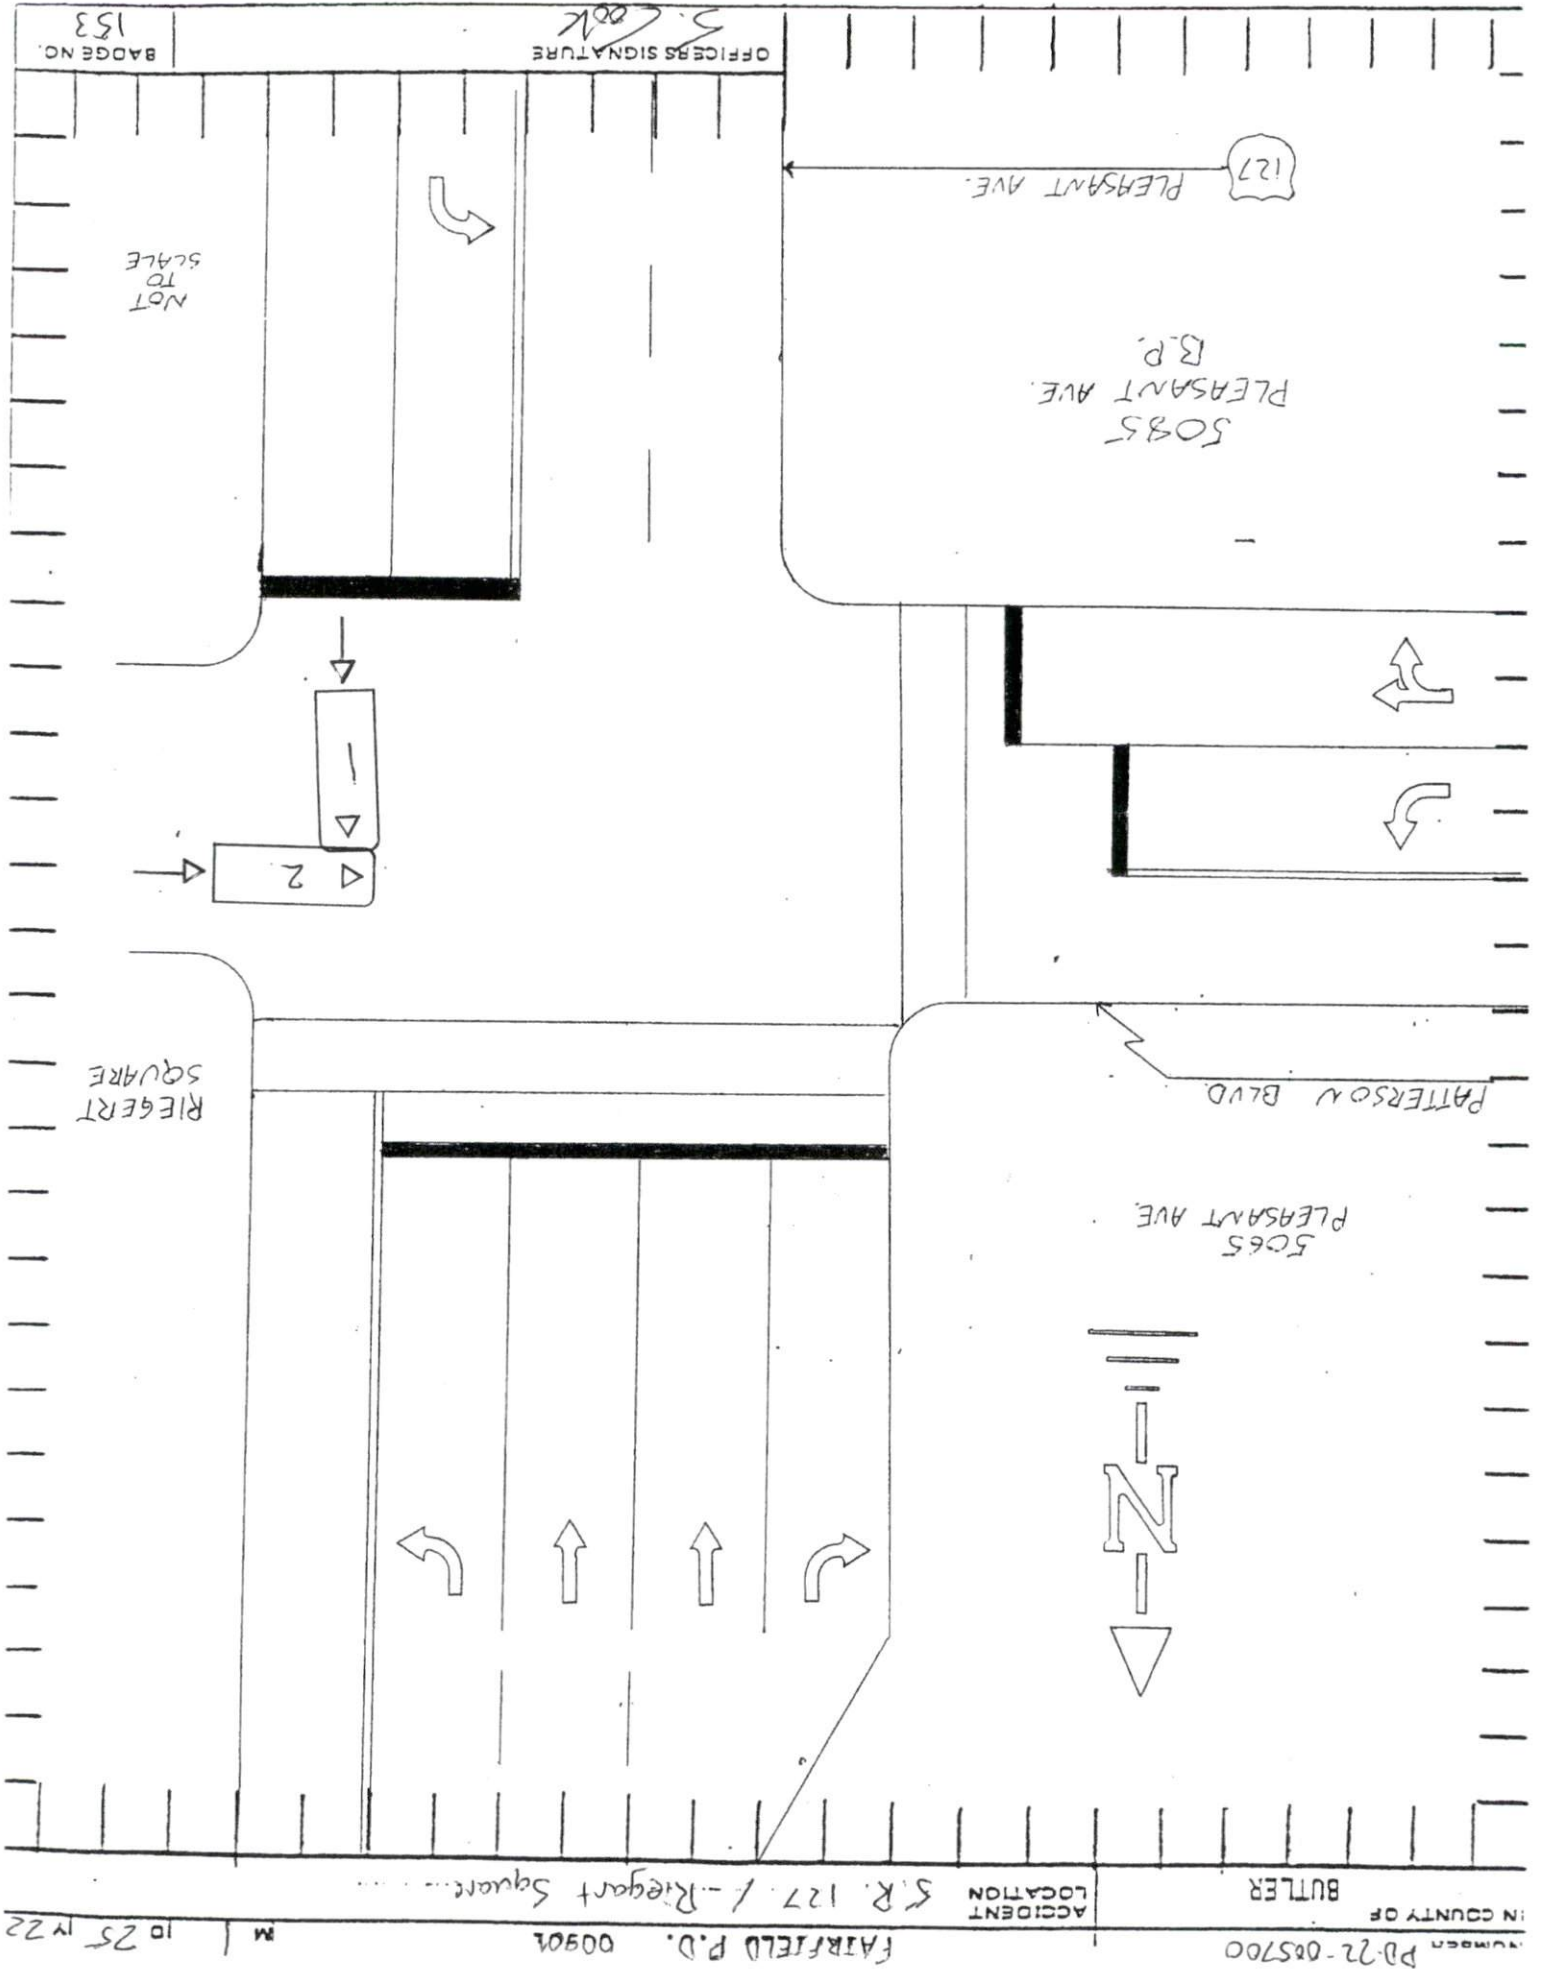 NUMBER PD-22-005700 FAIRFIELD P.D. 00901 M 10 D 25 Y 22
IN COUNTY OF BUTLER ACCIDENT LOCATION S.R. 127 / Riegart Square
N
5065
PLEASANT AVE.
PATTERSON BLVD
RIEGERT
SQUARE
2
1
5085
PLEASANT AVE.
B.P.
NOT
TO
SCALE
127
PLEASANT AVE.
OFFICERS SIGNATURE S. Cook
BADGE NO. 153